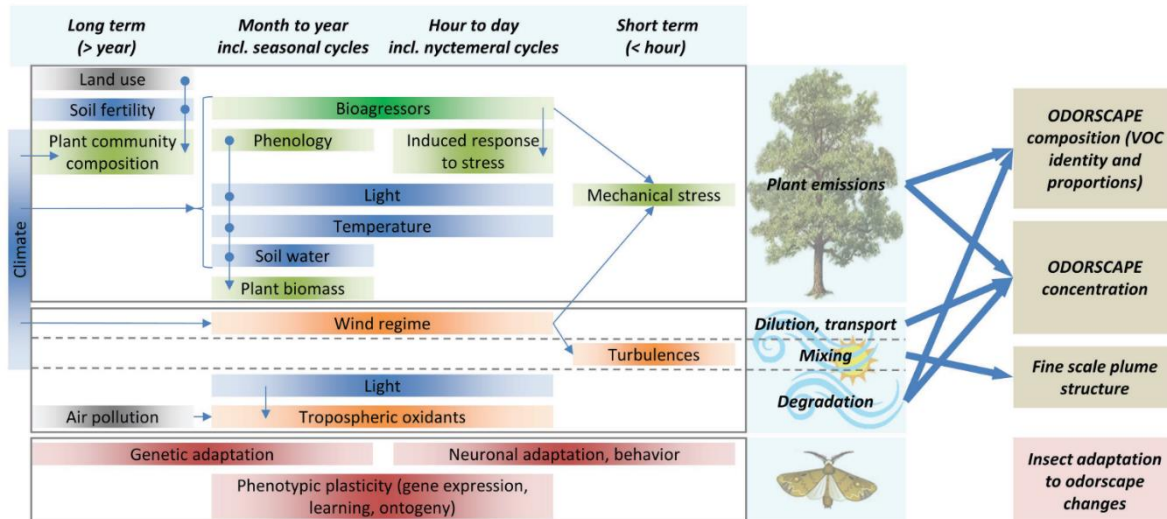 Long term
(> year)
Month to year
incl. seasonal cycles
Hour to day
incl. nyctemeral cycles
Short term
(< hour)
Land use
Soil fertility
Plant community
composition
Climate
Bioagressors
Phenology
Induced response
to stress
Light
Temperature
Soil water
Plant biomass
Mechanical stress
Plant emissions
Wind regime
Turbulences
Light
Air pollution
Tropospheric oxidants
Dilution, transport
Mixing
Degradation
Genetic adaptation
Neuronal adaptation, behavior
Phenotypic plasticity (gene expression,
learning, ontogeny)
ODORSCAPE
composition (VOC
identity and
proportions)
ODORSCAPE
concentration
Fine scale plume
structure
Insect adaptation
to odorscape
changes